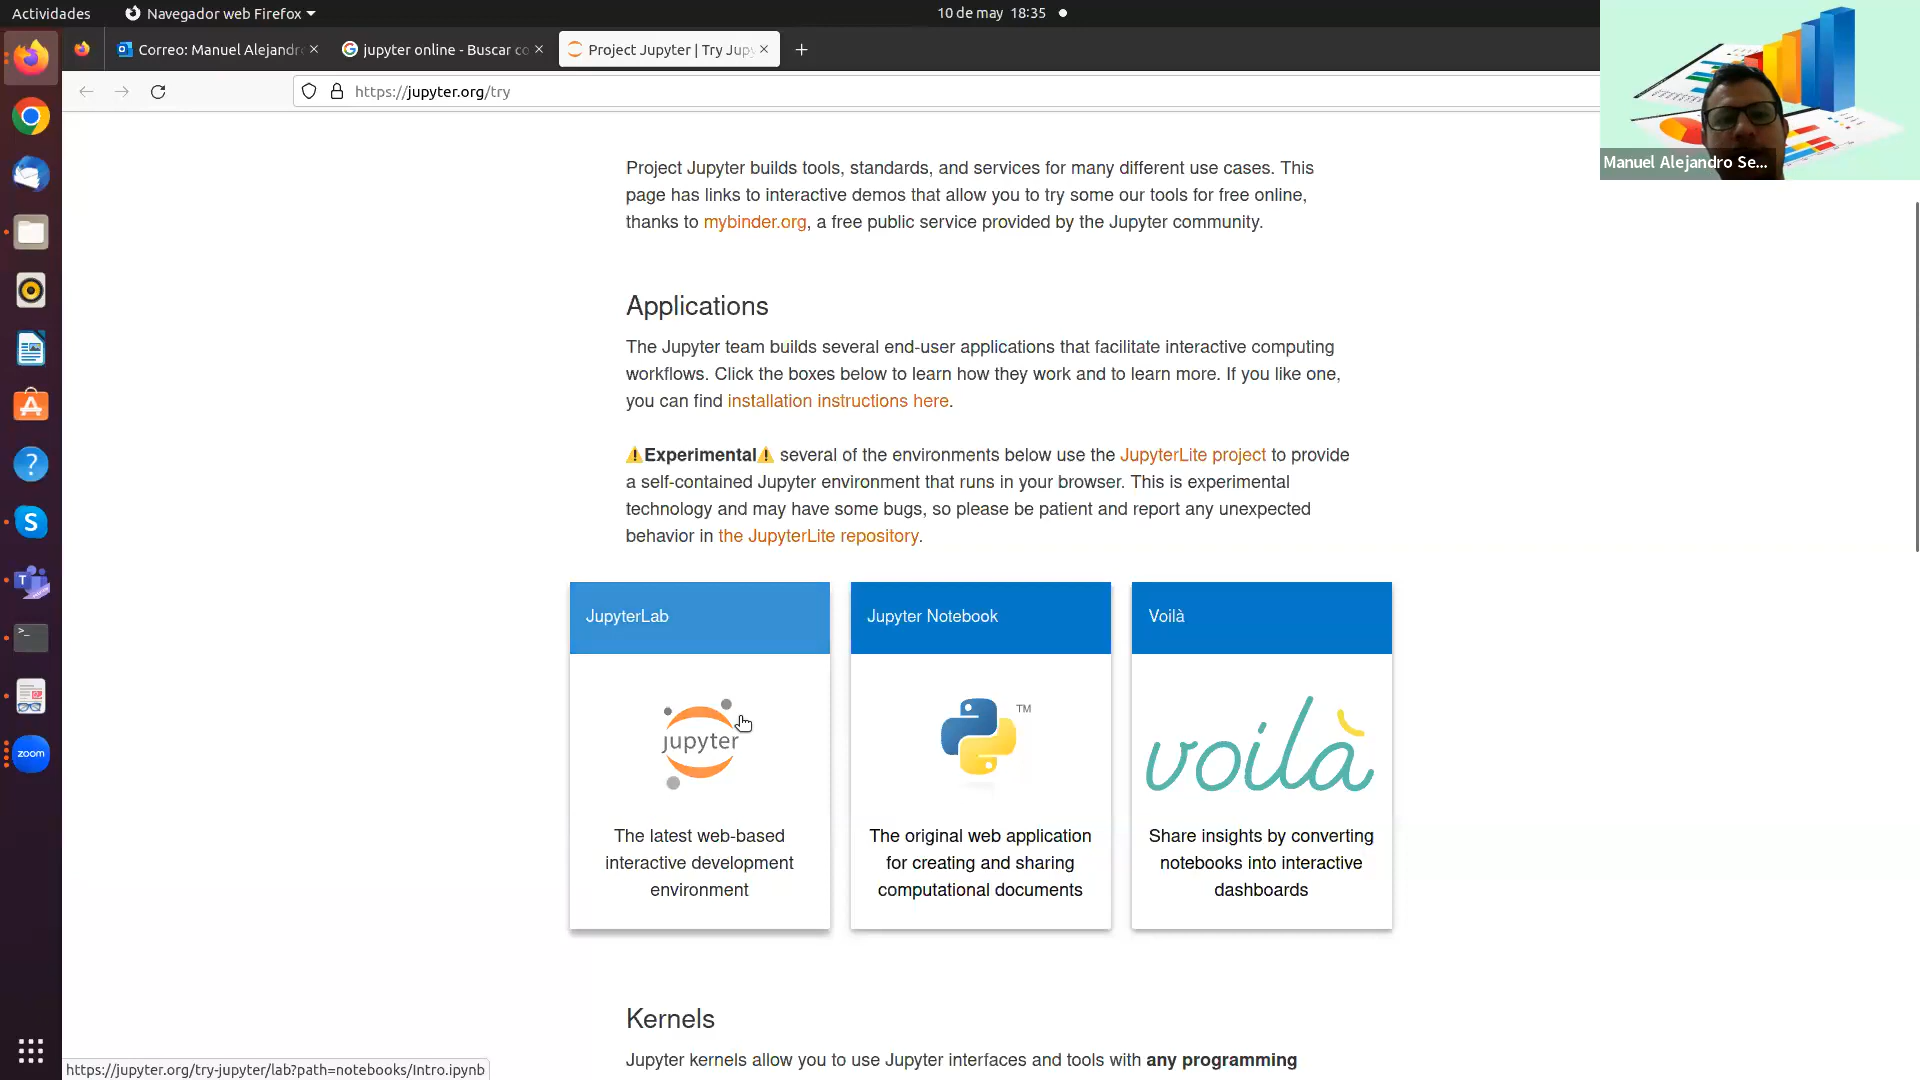 Actividades
Navegador web Firefox
10 de may 18:35
Correo: Manuel Alejandr
jupyter online - Buscar co
Project Jupyter | Try Jup
https://jupyter.org/try
Manuel Alejandro Se...
Project Jupyter builds tools, standards, and services for many different use cases. This
page has links to interactive demos that allow you to try some our tools for free online,
thanks to mybinder.org, a free public service provided by the Jupyter community.
Applications
The Jupyter team builds several end-user applications that facilitate interactive computing
workflows. Click the boxes below to learn how they work and to learn more. If you like one,
you can find installation instructions here.
⚠Experimental⚠ several of the environments below use the JupyterLite project to provide
a self-contained Jupyter environment that runs in your browser. This is experimental
technology and may have some bugs, so please be patient and report any unexpected
behavior in the JupyterLite repository.
JupyterLab
jupyter
The latest web-based
interactive development
environment
Jupyter Notebook
TM
The original web application
for creating and sharing
computational documents
Voilà
voilà
Share insights by converting
notebooks into interactive
dashboards
Kernels
Jupyter kernels allow you to use Jupyter interfaces and tools with any programming
https://jupyter.org/try-jupyter/lab?path=notebooks/Intro.ipynb
zoom